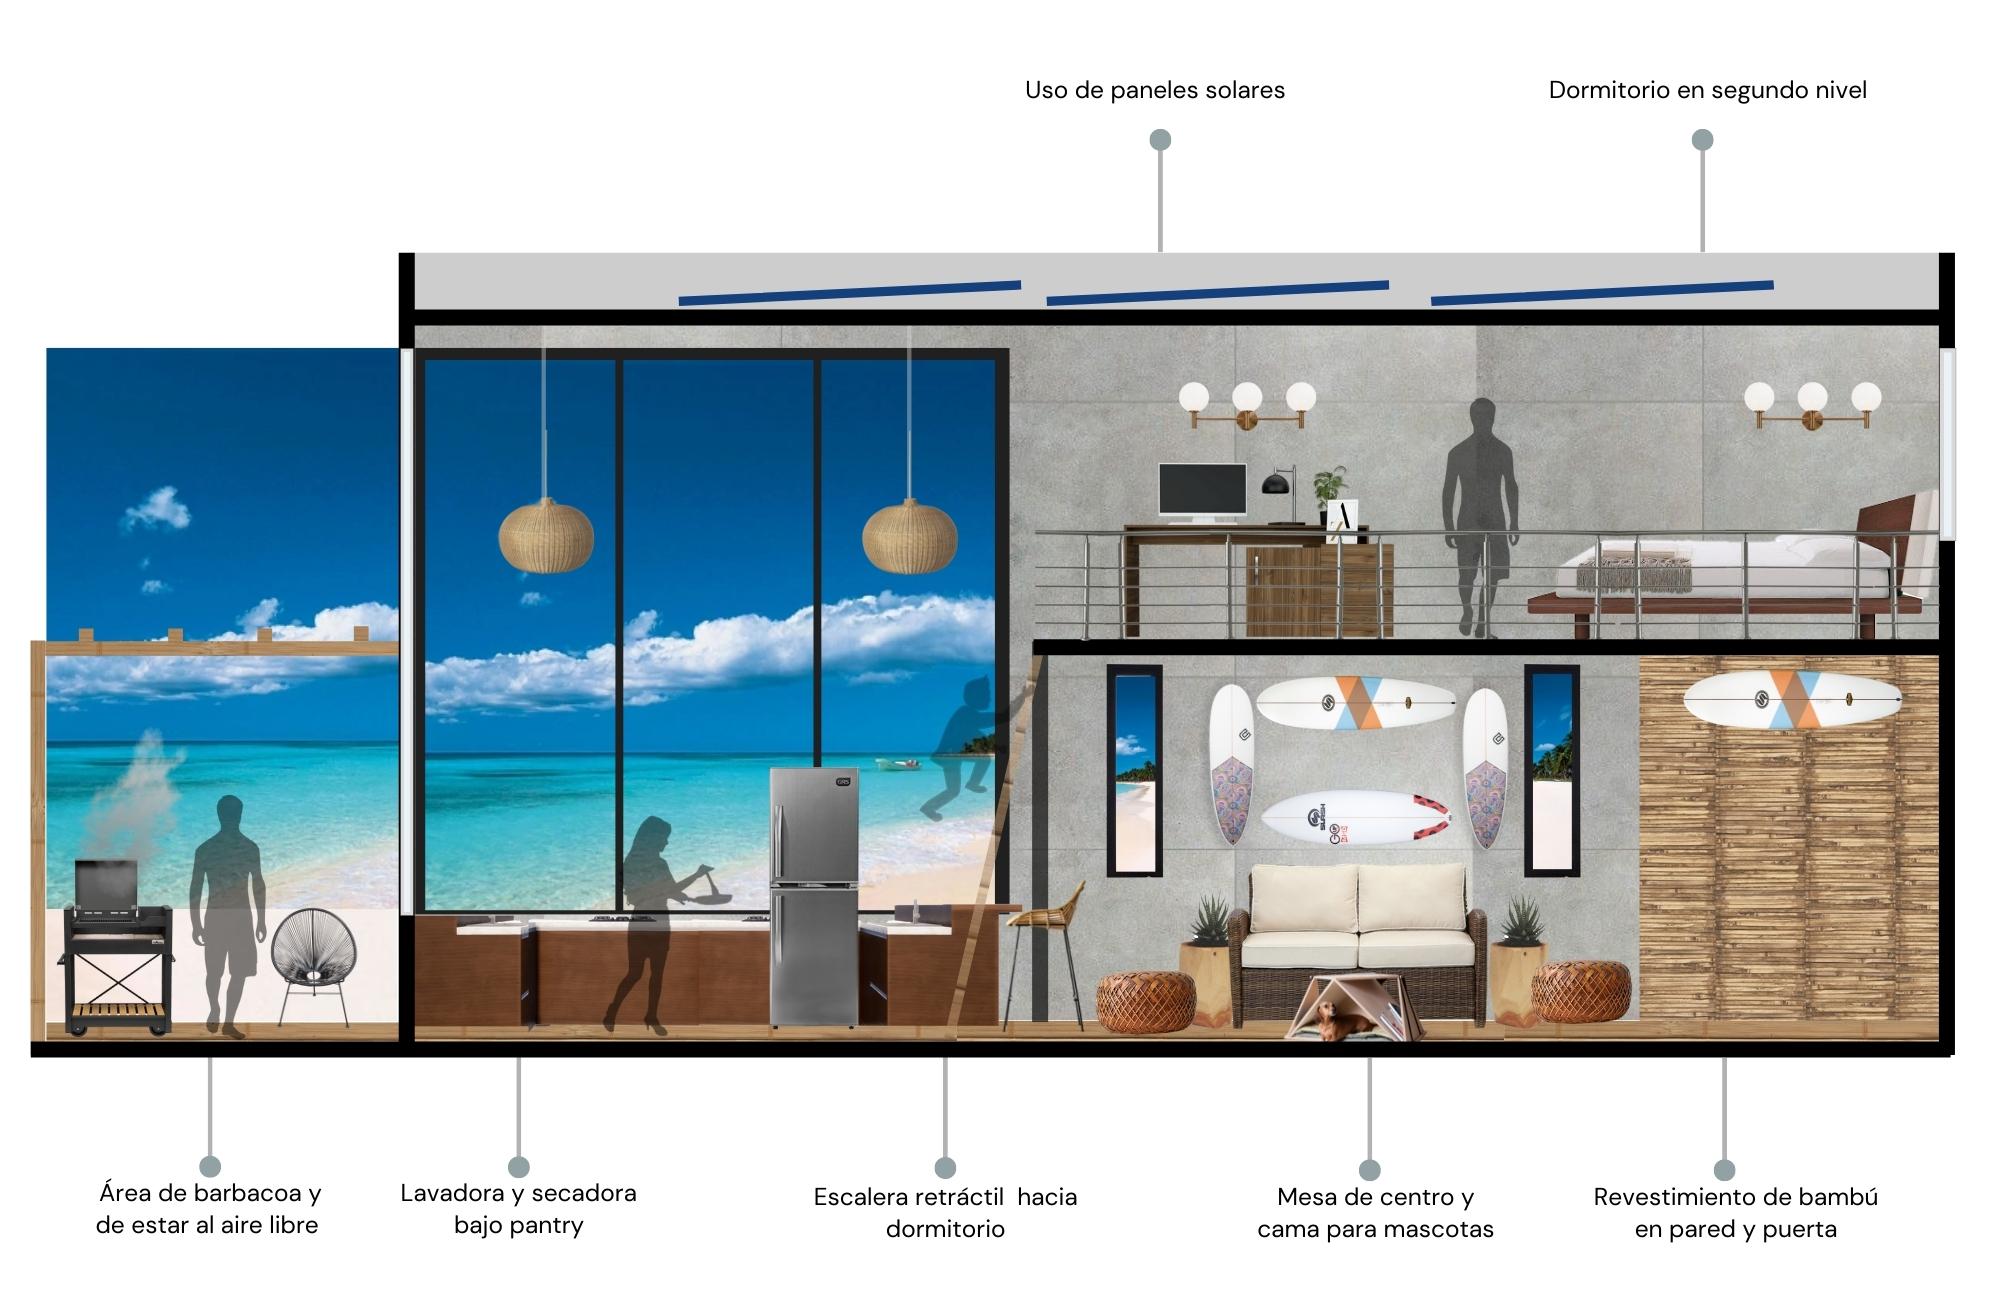 Uso de paneles solares
Dormitorio en segundo nivel
Área de barbacoa y
de estar al aire libre
Lavadora y secadora
bajo pantry
Escalera retráctil  hacia
dormitorio
Mesa de centro y
cama para mascotas
Revestimiento de bambú
en pared y puerta